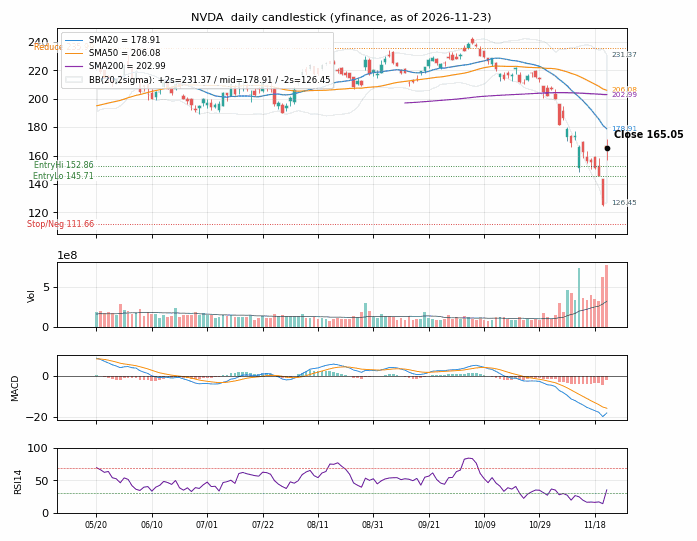 NVDA  daily candlestick (yfinance, as of 2026-11-23)
SMA20 = 178.91
SMA50 = 206.08
SMA200 = 202.99
BB(20,2sigma): +2s=231.37 / mid=178.91 / -2s=126.45
240
220
200
180
160
140
120
231.37
206.08
202.99
178.91
Close 165.05
EntryHi 152.86
EntryLo 145.71
126.45
Stop/Neg 111.66
1e8
Vol
5
0
MACD
0
−20
RSI14
100
50
0
05/20
06/10
07/01
07/22
08/11
08/31
09/21
10/09
10/29
11/18